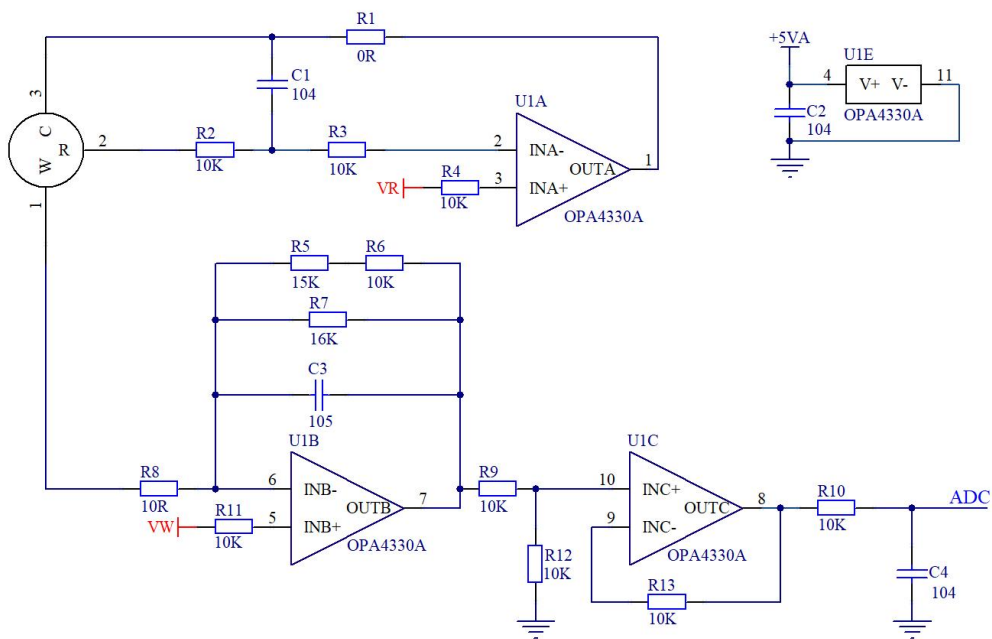 R1
0R
+5VA
U1E
4
V+ V-
11
OPA4330A
C2
104
C1
104
3
C
R
W
2
1
R2
10K
R3
10K
U1A
2
INA-
OUTA
1
3
INA+
OPA4330A
VR
R4
10K
R5
15K
R6
10K
R7
16K
C3
105
U1B
R8
10R
6
INB-
OUTB
7
5
INB+
OPA4330A
VW
R11
10K
R9
10K
R12
10K
U1C
10
INC+
OUTC
8
9
INC-
OPA4330A
R13
10K
R10
10K
ADC
C4
104